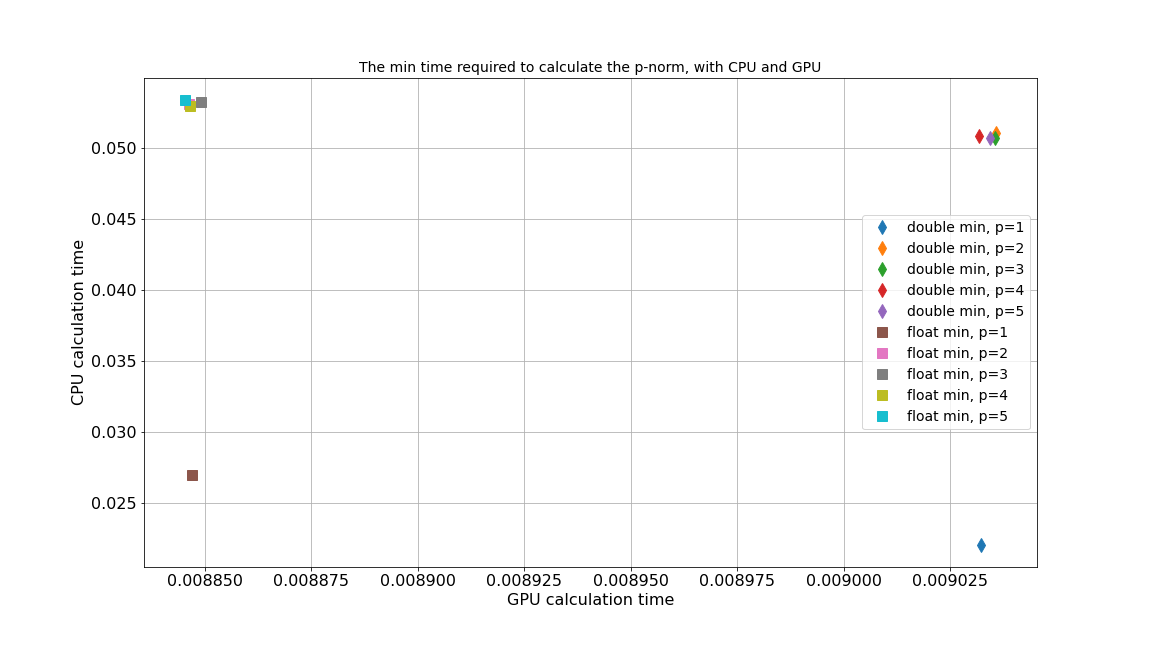 The min time required to calculate the p-norm, with CPU and GPU
CPU calculation time
0.050
0.045
0.040
0.035
0.030
0.025
double min, p=1
double min, p=2
double min, p=3
double min, p=4
double min, p=5
float min, p=1
float min, p=2
float min, p=3
float min, p=4
float min, p=5
0.008850 0.008875 0.008900 0.008925 0.008950 0.008975 0.009000 0.009025
GPU calculation time